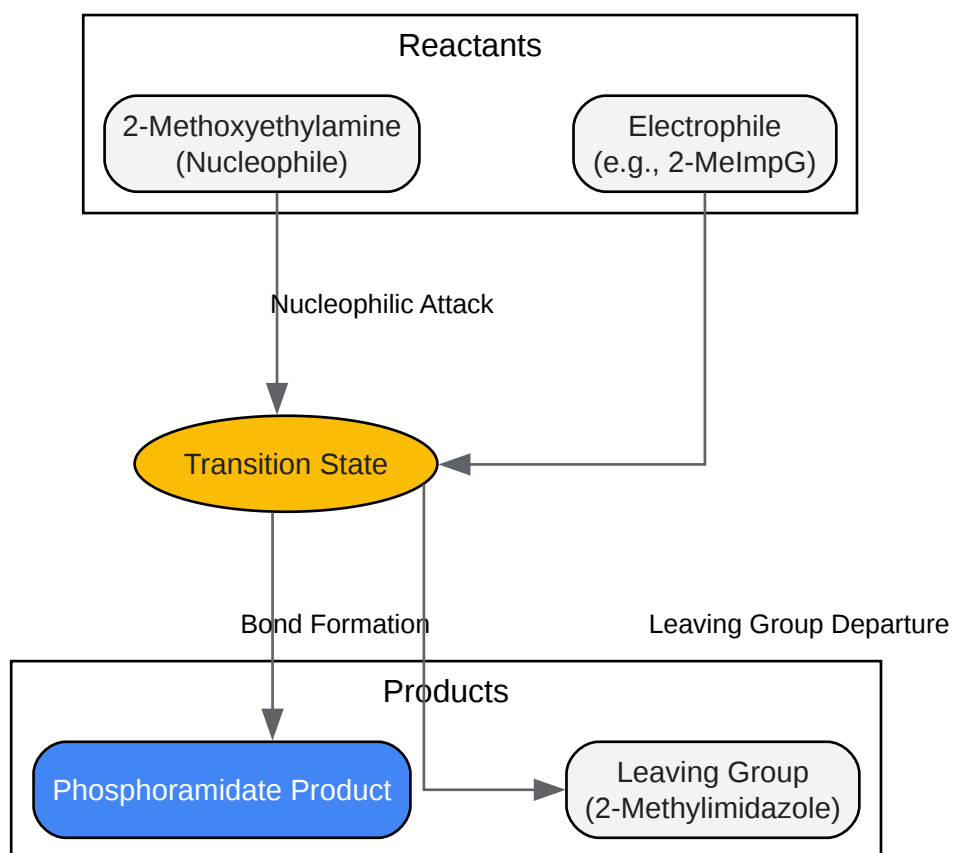 Reactants
2-Methoxyethylamine
(Nucleophile)
Electrophile
(e.g., 2-MeImpG)
Nucleophilic Attack
Transition State
Bond Formation
Leaving Group Departure
Products
Phosphoramidate Product
Leaving Group
(2-Methylimidazole)